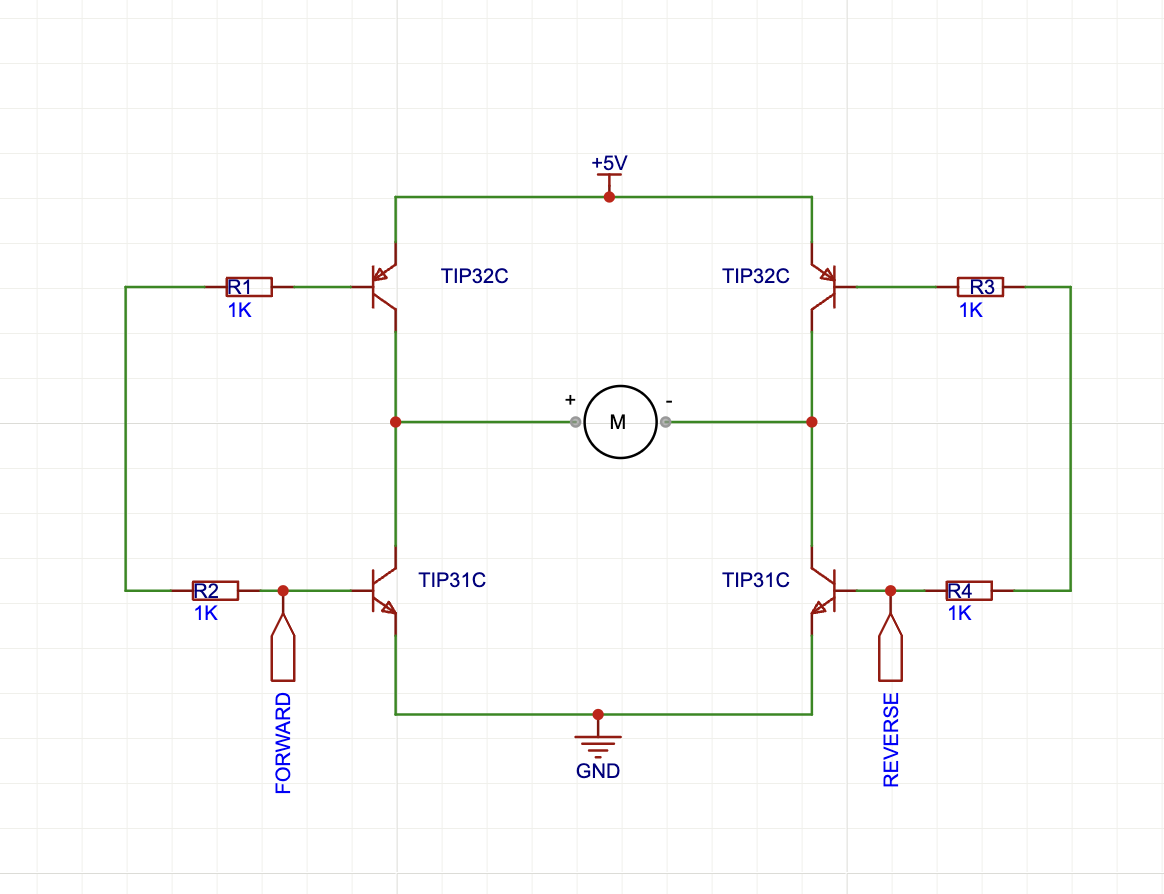 +5V
TIP32C
TIP32C
R1
1K
R3
1K
+
-
M
TIP31C
TIP31C
R2
1K
R4
1K
FORWARD
REVERSE
GND